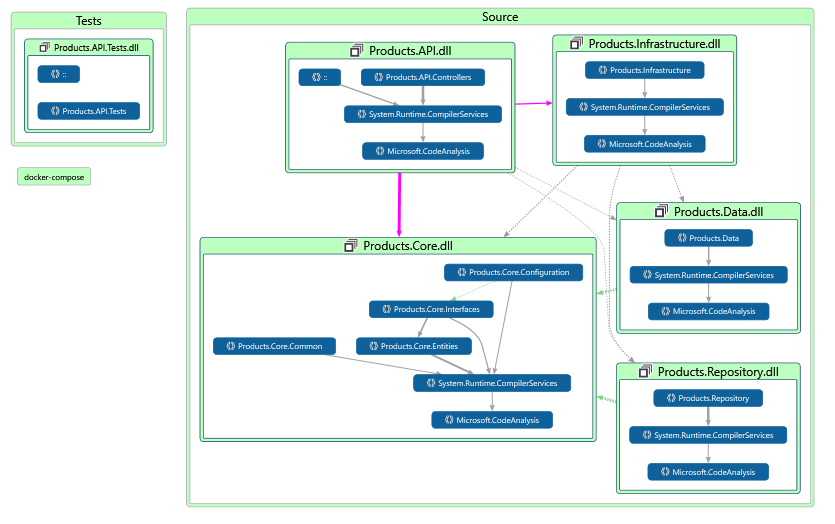 Tests
Products.API.Tests.dll
::
Products.API.Tests
docker-compose
Source
Products.API.dll
::
Products.API.Controllers
System.Runtime.CompilerServices
Microsoft.CodeAnalysis
Products.Infrastructure.dll
Products.Infrastructure
System.Runtime.CompilerServices
Microsoft.CodeAnalysis
Products.Core.dll
Products.Core.Configuration
Products.Core.Interfaces
Products.Core.Common
Products.Core.Entities
System.Runtime.CompilerServices
Microsoft.CodeAnalysis
Products.Data.dll
Products.Data
System.Runtime.CompilerServices
Microsoft.CodeAnalysis
Products.Repository.dll
Products.Repository
System.Runtime.CompilerServices
Microsoft.CodeAnalysis